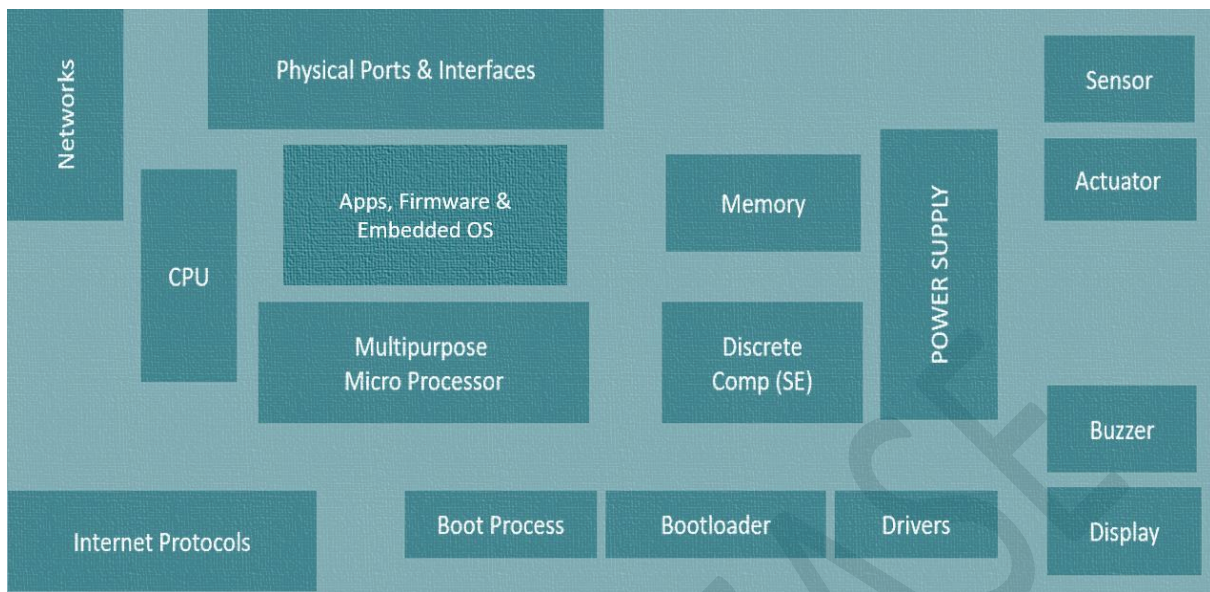 Networks
Physical Ports & Interfaces
Sensor
Actuator
Apps, Firmware &
Embedded OS
Memory
POWER SUPPLY
CPU
Multipurpose
Micro Processor
Discrete
Comp (SE)
Buzzer
Internet Protocols
Boot Process
Bootloader
Drivers
Display